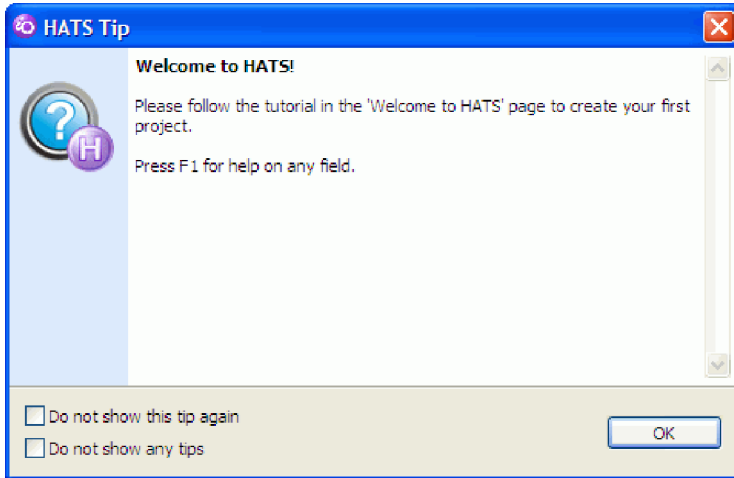 HATS Tip
Welcome to HATS!
Please follow the tutorial in the 'Welcome to HATS' page to create your first
project.
Press F1 for help on any field.
Do not show this tip again
Do not show any tips
OK